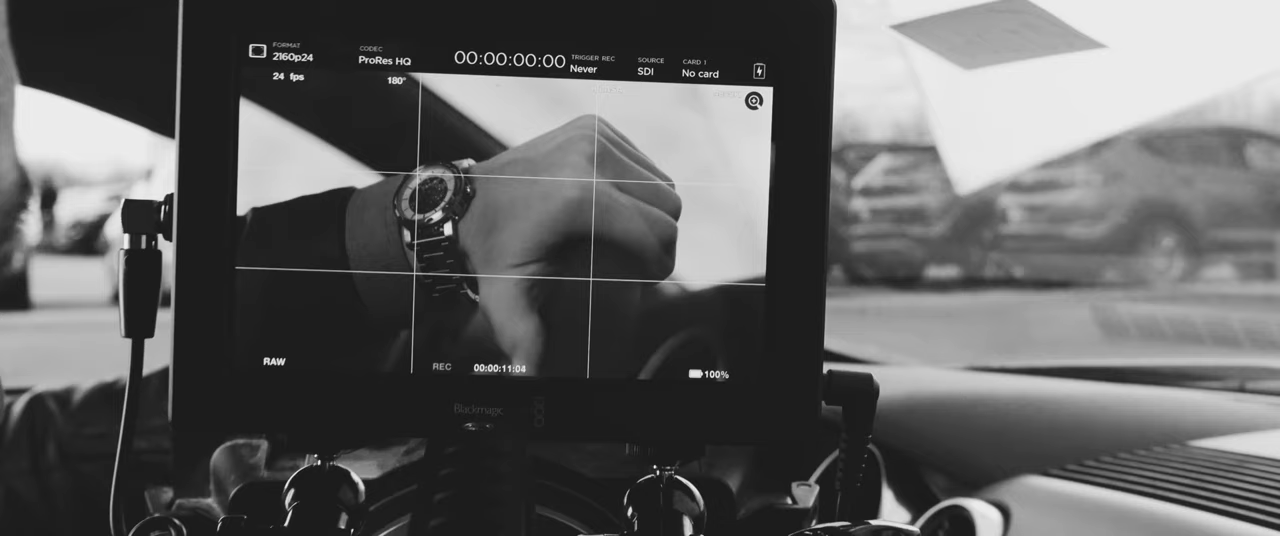 FORMAT
2160p24
CODEC
ProRes HQ
00:00:00:00
TRIGGER REC
Never
SOURCE
SDI
CARD 1
No card
24 fps
180°
RAW
REC
00:00:11:04
100%
Blackmagic